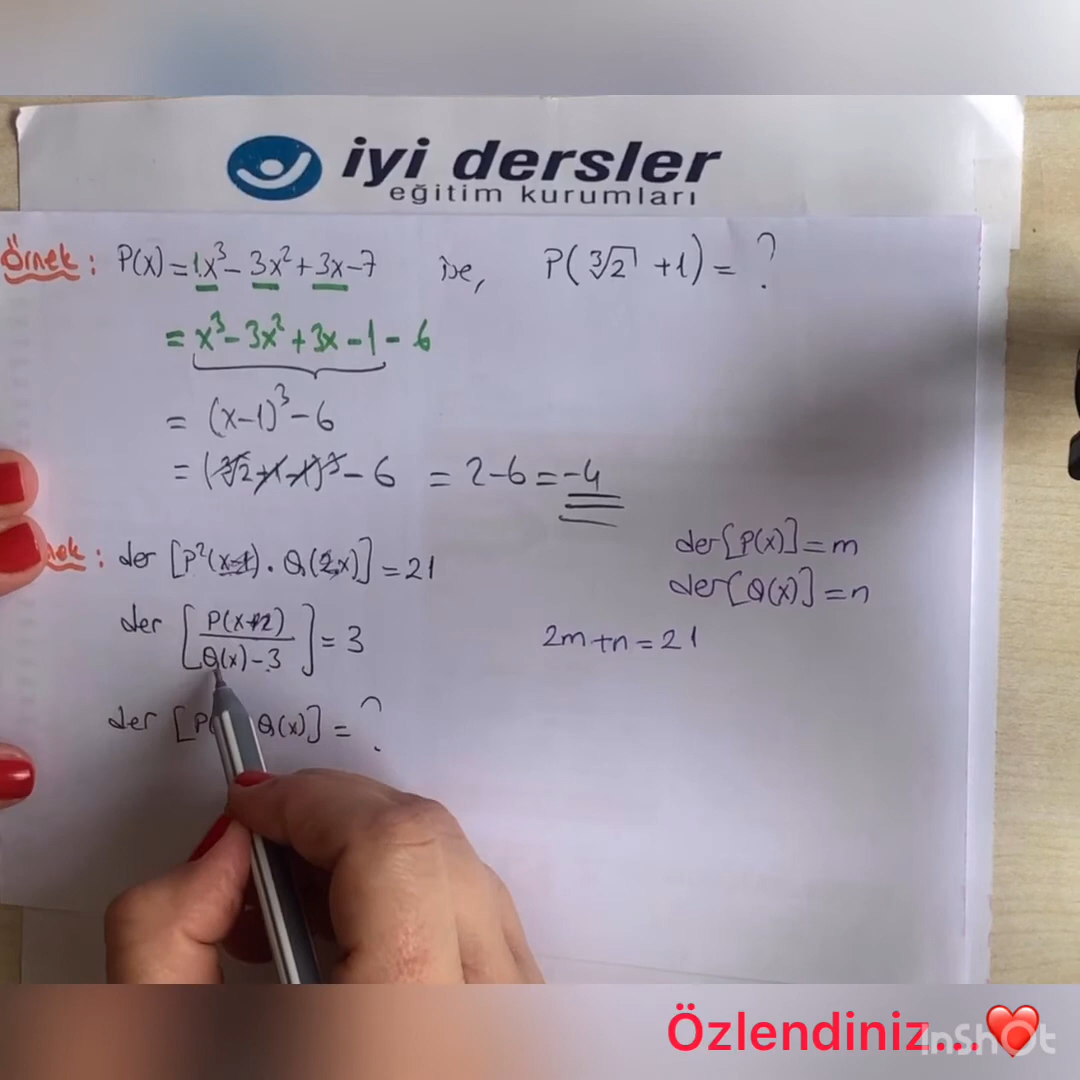 iyi dersler
eğitim kurumları
Örnek: P(x)=1x³-3x²+3x-7 ise, P(∛2 +1)=?
= x³-3x²+3x-1-6
= (x-1)³-6
= (∛2+1-1)³-6 = 2-6=-4
der[P²(x-1).Q(2x)]=21
der[P(x)]=m
der[Q(x)]=n
der [P(x+2)/Q(x)-3]=3
2m+n=21
der [P Q(x)]=?
Özlendiniz...❤️
InShOt